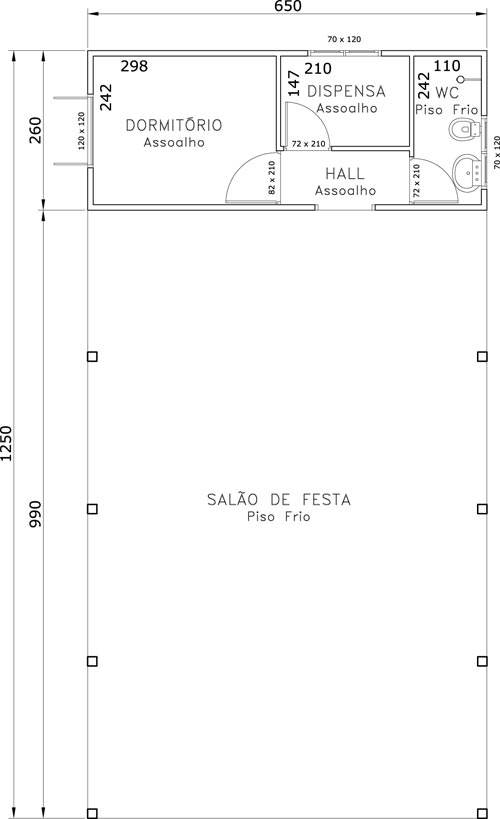 650
70 x 120
298
210
110
242
147
242
DISPENSA
Assoalho
WC
Piso Frio
DORMITÓRIO
Assoalho
120 x 120
260
72 x 210
70 x 120
82 x 210
HALL
Assoalho
72 x 210
1250
990
SALÃO DE FESTA
Piso Frio